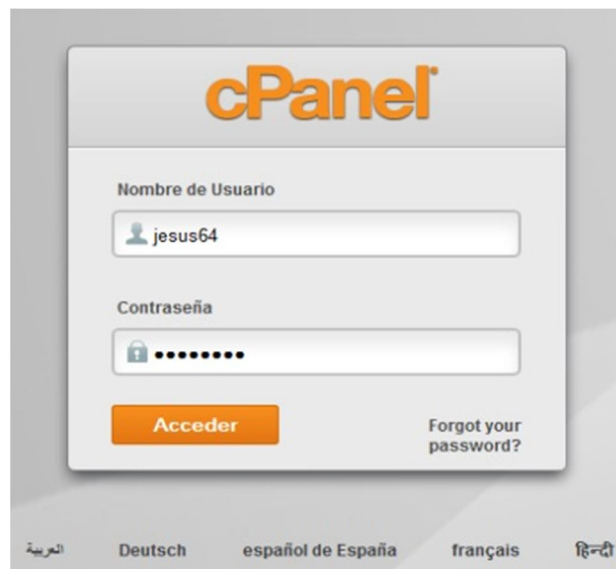 cPanel
Nombre de Usuario
jesus64
Contraseña
Acceder
Forgot your
password?
العربية Deutsch español de España français हिन्दी